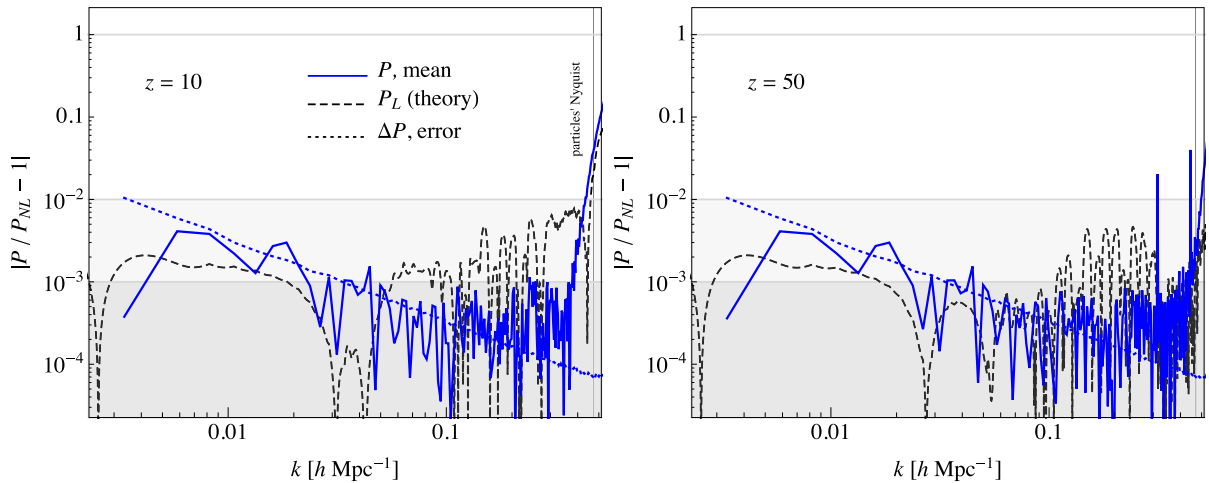 1
0.1
10⁻²
10⁻³
10⁻⁴
|P / P_NL − 1|
z = 10
P, mean
P_L (theory)
ΔP, error
particles' Nyquist
0.01
0.1
k [h Mpc⁻¹]
1
0.1
10⁻²
10⁻³
10⁻⁴
|P / P_NL − 1|
z = 50
0.01
0.1
k [h Mpc⁻¹]